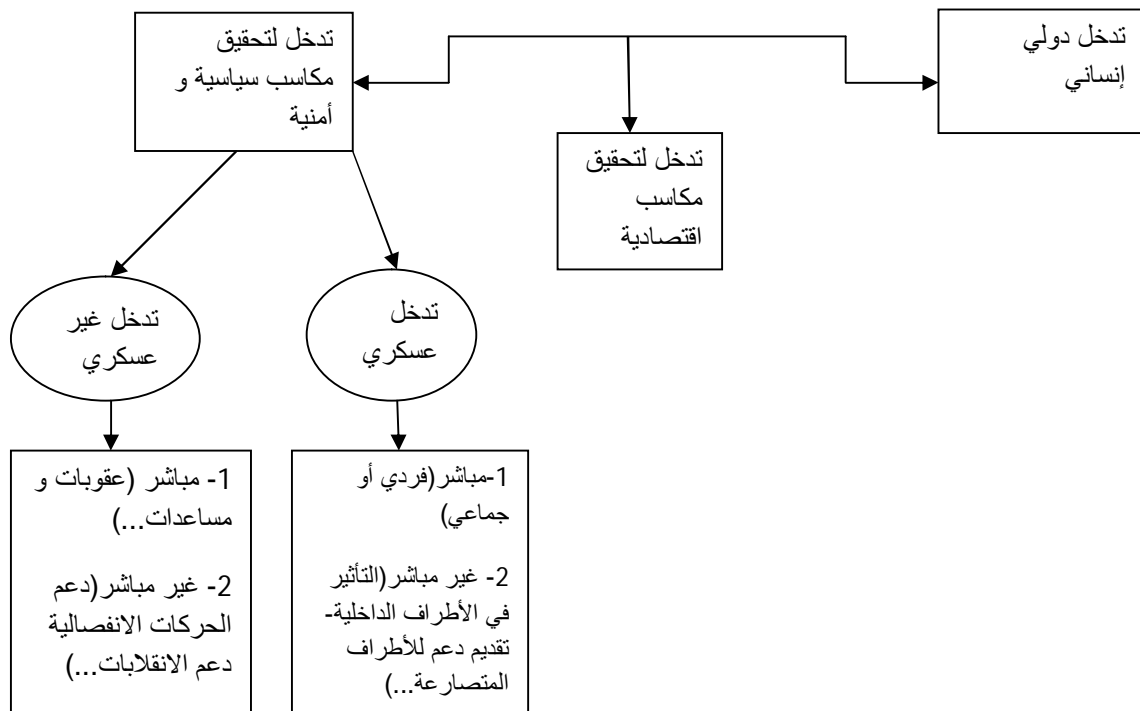 تدخل دولي
إنساني
تدخل لتحقيق
مكاسب
اقتصادية
تدخل لتحقيق
مكاسب سياسية و
أمنية
تدخل
عسكري
تدخل غير
عسكري
1-مباشر(فردي أو
جماعي)
2- غير مباشر(التأثير
في الأطراف الداخلية-
تقديم دعم للأطراف
المتصارعة...)
1- مباشر (عقوبات و
مساعدات...)
2- غير مباشر(دعم
الحركات الانفصالية
دعم الانقلابات...)